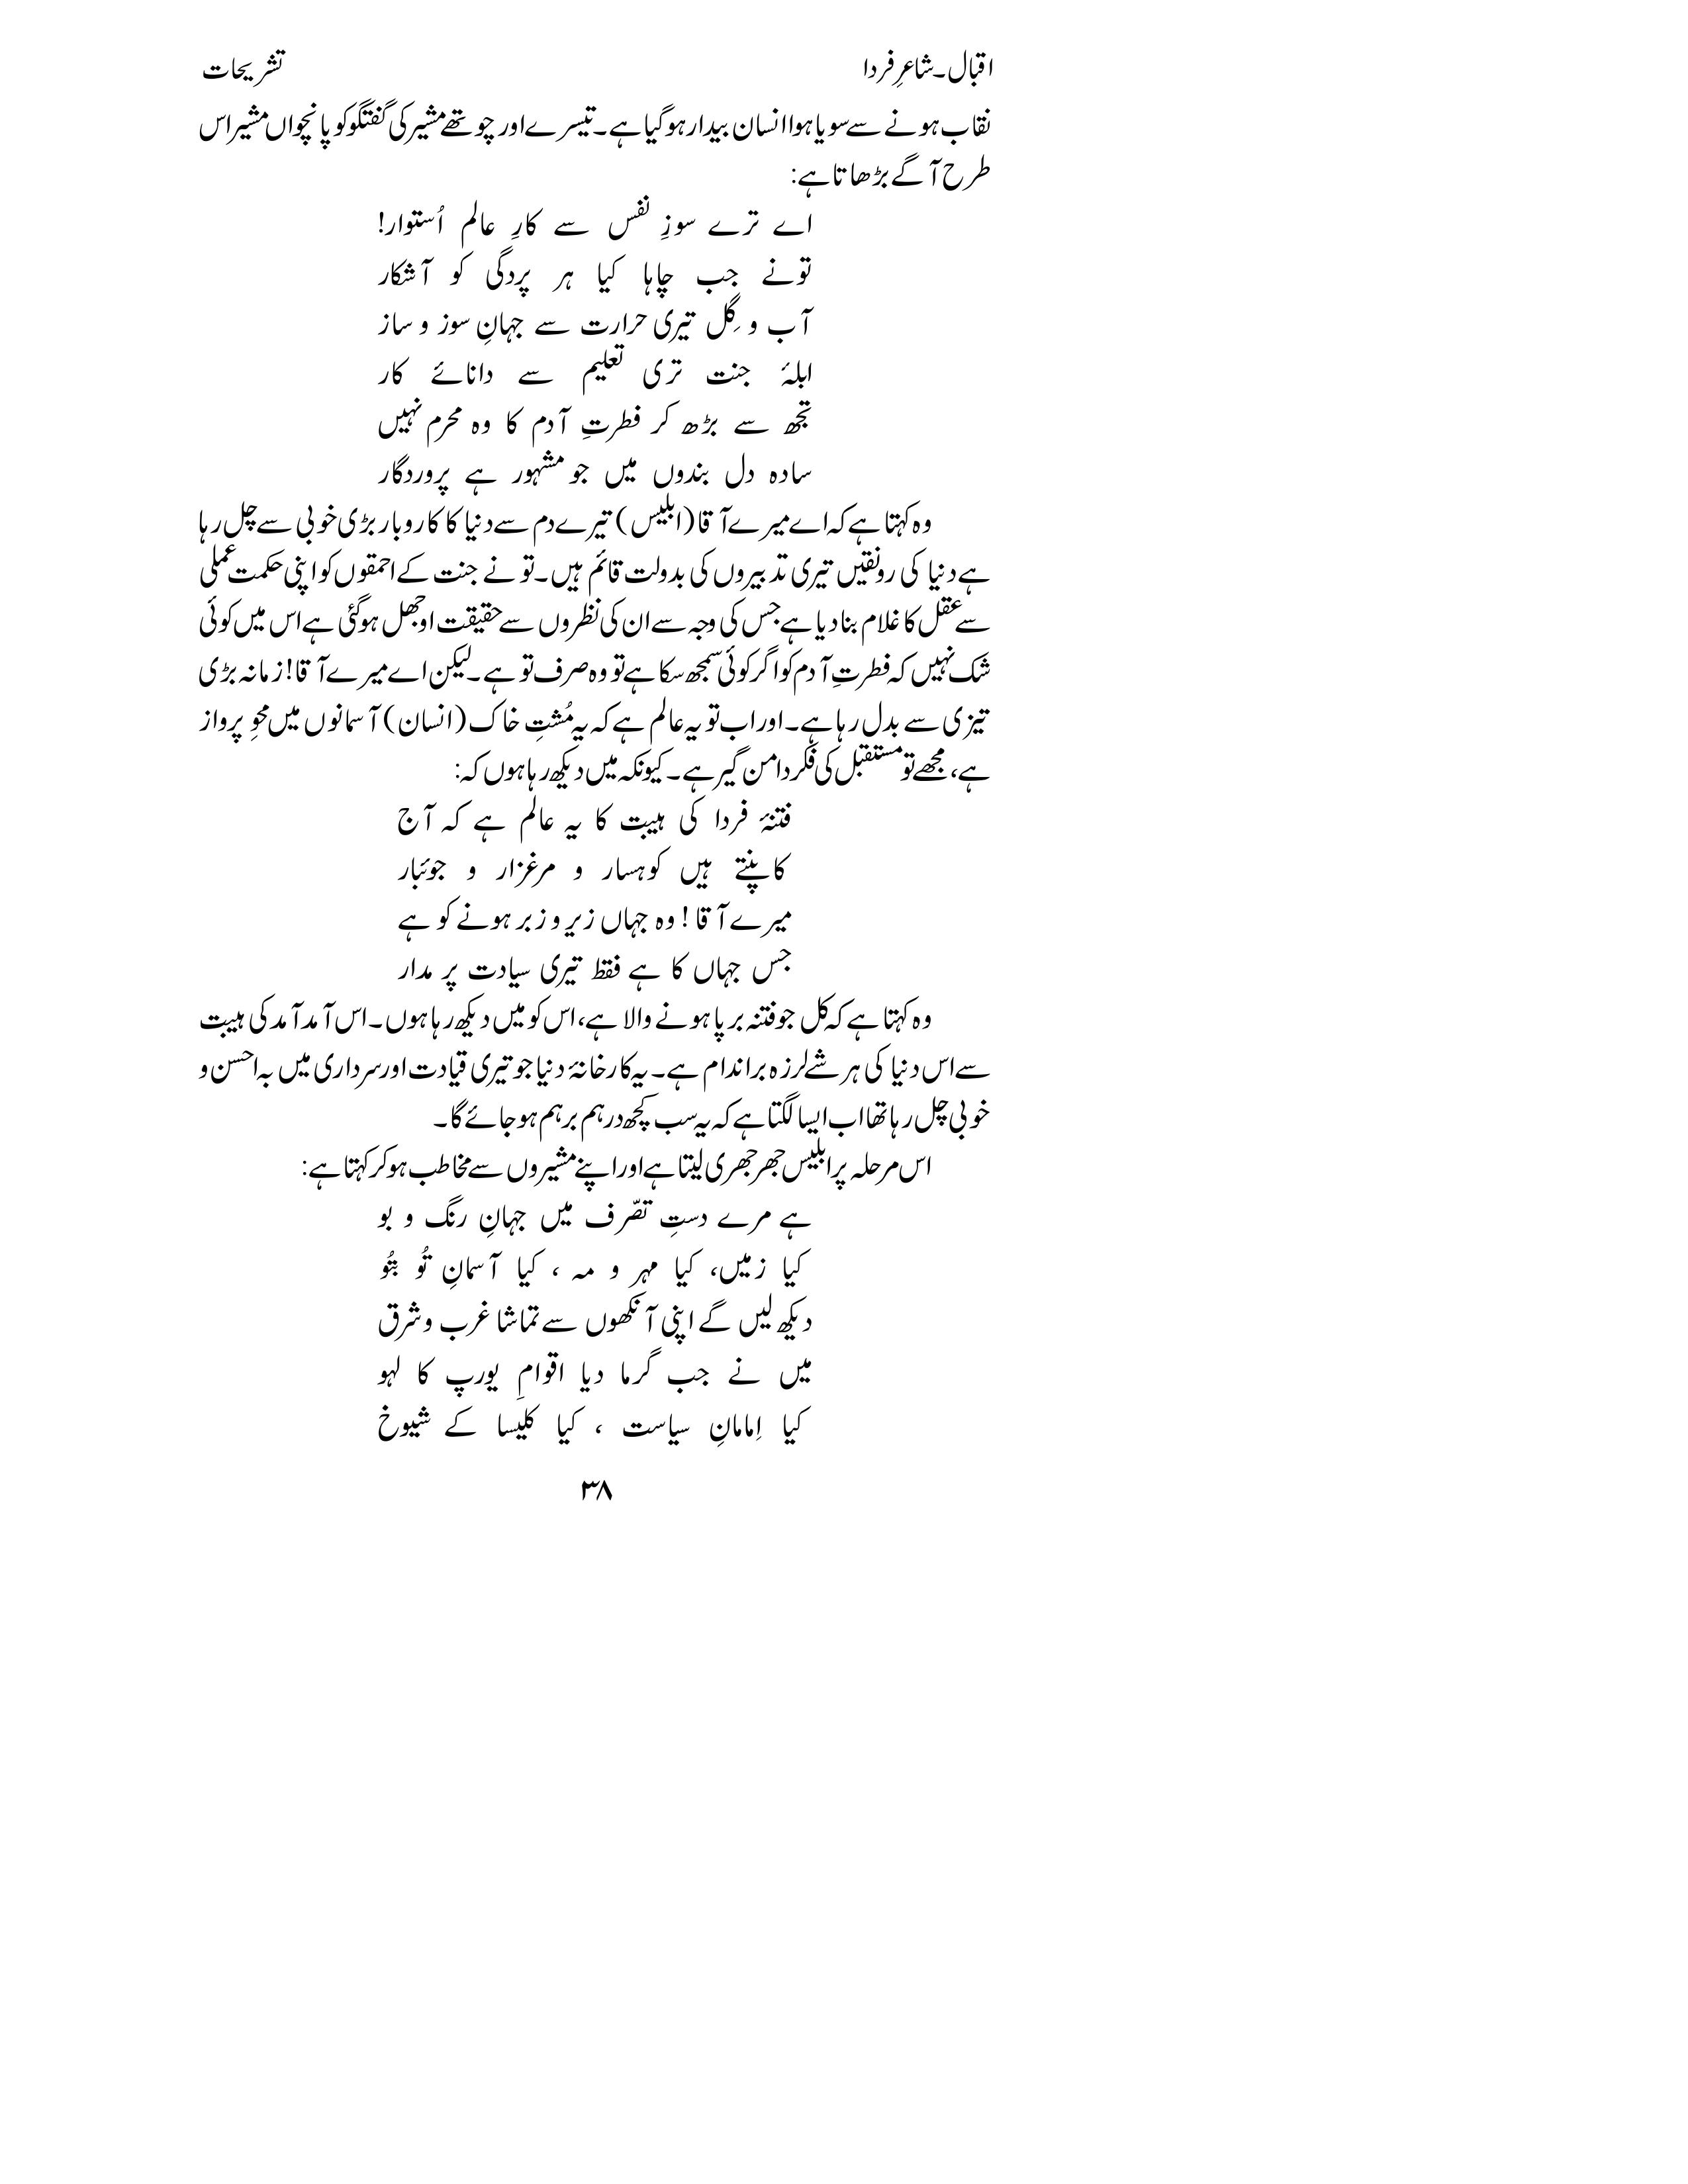 اقبال۔شاعرِ فردا تشریحات
نقاب ہونے سے سویا ہوا انسان بیدار ہوگیا ہے۔ تیسرے اور چوتھے مشیر کی گفتگو کو پانچواں مشیر اس
طرح آگے بڑھاتا ہے:
اے ترے سوزِ نفس سے کارِ عالم اُستوار!
تونے جب چاہا کیا ہر پردگی کو آشکار
آب و گِل تیری حرارت سے جہانِ سوز و ساز
ابلۂ جنت تری تعلیم سے دانائے کار
تجھ سے بڑھ کر فطرتِ آدم کا وہ محرم نہیں
سادہ دل بندوں میں جو مشہور ہے پروردگار
وہ کہتا ہے کہ اے میرے آقا (ابلیس) تیرے دم سے دنیا کا کاروبار بڑی خوبی سے چل رہا
ہے دنیا کی رونقیں تیری تدبیروں کی بدولت قائم ہیں۔ تونے جنت کے احمقوں کو اپنی حکمت عملی
سے عقل کا غلام بنا دیا ہے جس کی وجہ سے ان کی نظروں سے حقیقت اوجھل ہوگئی ہے اس میں کوئی
شک نہیں کہ فطرتِ آدم کو اگر کوئی سمجھ سکا ہے تو وہ صرف تو ہے۔ لیکن اے میرے آقا! زمانہ بڑی
تیزی سے بدل رہا ہے۔ اور اب تو یہ عالم ہے کہ یہ مُشتِ خاک (انسان) آسمانوں میں محوِ پرواز
ہے، مجھے تو مستقبل کی فکر دامن گیر ہے۔ کیونکہ میں دیکھ رہا ہوں کہ:
فتنۂ فردا کی ہیبت کا یہ عالم ہے کہ آج
کانپتے ہیں کوہسار و مرغزار و جوئبار
میرے آقا! وہ جہاں زیر و زبر ہونے کو ہے
جس جہاں کا ہے فقط تیری سیادت پر مدار
وہ کہتا ہے کہ کل جو فتنہ برپا ہونے والا ہے، اس کو میں دیکھ رہا ہوں۔ اس آمد آمد کی ہیبت
سے اس دنیا کی ہر شے لرزہ براندام ہے۔ یہ کارخانۂ دنیا جو تیری قیادت اور سرداری میں بہ احسن و
خوبی چل رہا تھا اب ایسا لگتا ہے کہ یہ سب کچھ درہم برہم ہوجائے گا۔
اس مرحلہ پر ابلیس جھرجھری لیتا ہے اور اپنے مشیروں سے مخاطب ہوکر کہتا ہے:
ہے مرے دستِ تصّرف میں جہانِ رنگ و بو
کیا زمیں، کیا مہر و مہ ، کیا آسمانِ تُو بتُو
دیکھ لیں گے اپنی آنکھوں سے تماشا غرب و شرق
میں نے جب گرما دیا اقوامِ یورپ کا لہو
کیا اِمامانِ سیاست ، کیا کلیسا کے شیوخ
۳۸